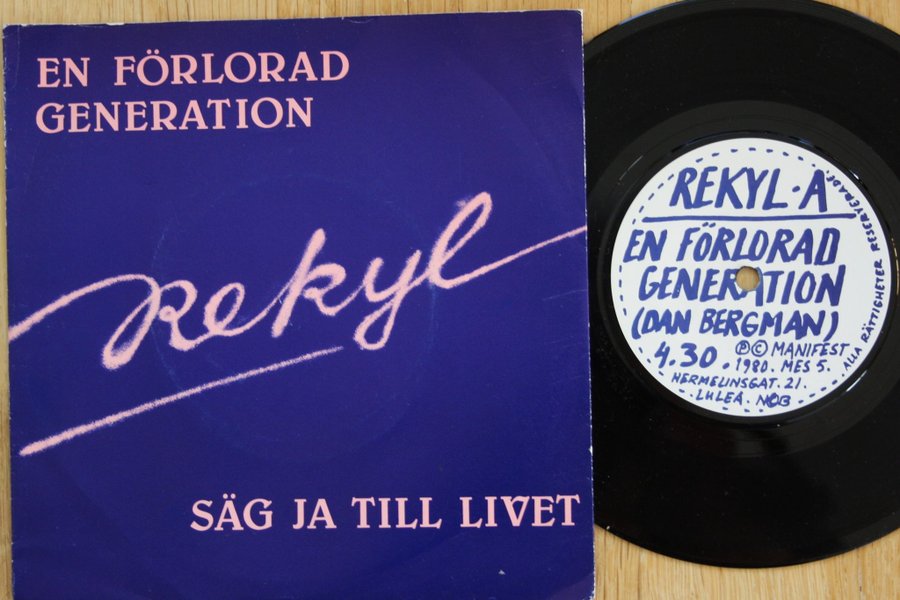 EN FÖRLORAD
GENERATION
Rekyl
SÄG JA TILL LIVET
REKYL·A
EN FÖRLORAD
GENERATION
(DAN BERGMAN)
4.30. ℗© MANIFEST
1980. MES 5.
HERMELINSGAT. 21.
LULEÅ. NCB
ALLA RÄTTIGHETER RESERVERADE.